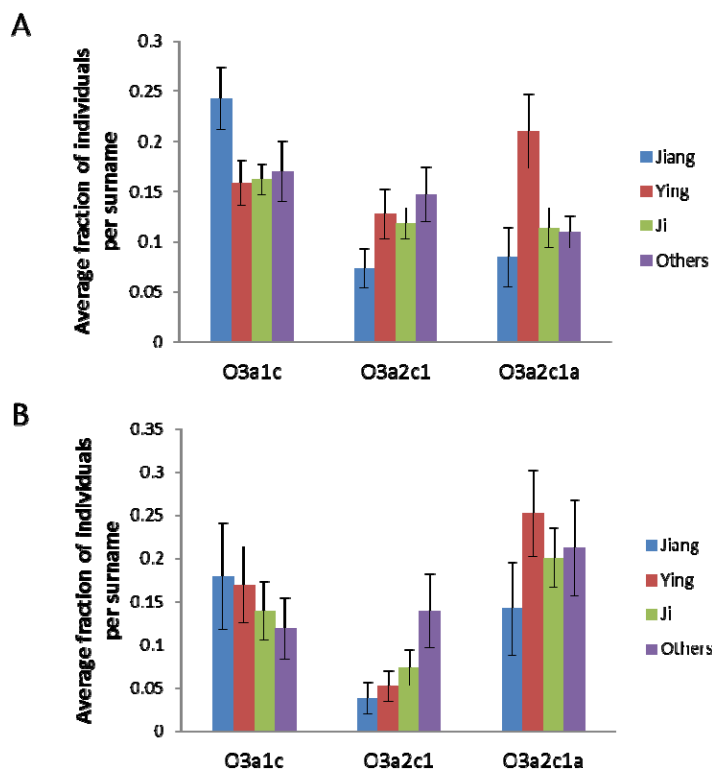 A
Average fraction of individuals
per surname
0.3
0.25
0.2
0.15
0.1
0.05
0
O3a1c
O3a2c1
O3a2c1a
Jiang
Ying
Ji
Others
B
Average fraction of individuals
per surname
0.35
0.3
0.25
0.2
0.15
0.1
0.05
0
O3a1c
O3a2c1
O3a2c1a
Jiang
Ying
Ji
Others